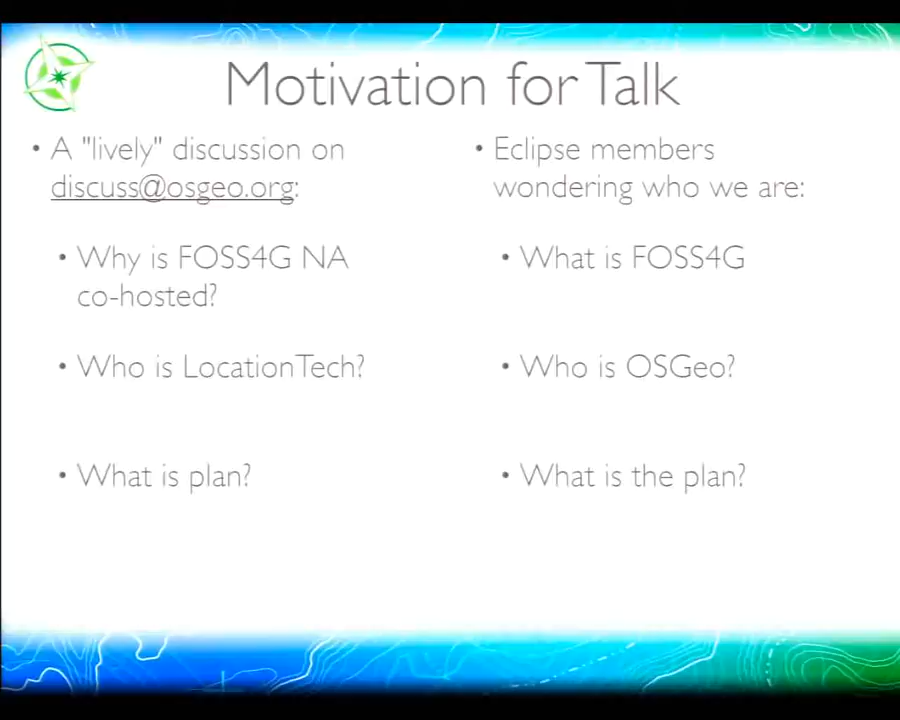 Motivation for Talk
• A "lively" discussion on
discuss@osgeo.org:
• Why is FOSS4G NA
co-hosted?
• Who is LocationTech?
• What is plan?
• Eclipse members
wondering who we are:
• What is FOSS4G
• Who is OSGeo?
• What is the plan?